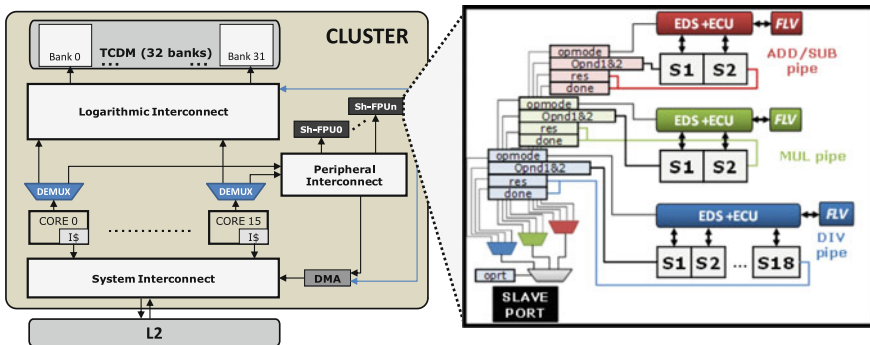 TCDM (32 banks)
Bank 0
... ...
Bank 31
CLUSTER
Logarithmic Interconnect
Sh-FPU0
Sh-FPUn
Peripheral
Interconnect
DEMUX
DEMUX
CORE 0
I$
CORE 15
I$
System Interconnect
DMA
L2
EDS +ECU
FLV
ADD/SUB
pipe
opmode
Opnd1&2
res
done
S1
S2
EDS +ECU
FLV
MUL pipe
opmode
Opnd1&2
res
done
S1
S2
EDS +ECU
FLV
DIV
pipe
opmode
Opnd1&2
res
done
S1
S2
...
S18
oprt
SLAVE
PORT